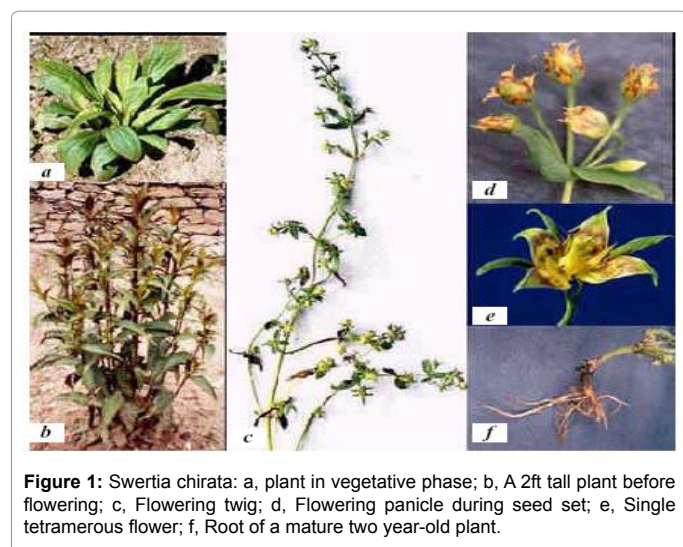 a
b
c
d
e
f
Figure 1: Swertia chirata: a, plant in vegetative phase; b, A 2ft tall plant before
flowering; c, Flowering twig; d, Flowering panicle during seed set; e, Single
tetramerous flower; f, Root of a mature two year-old plant.